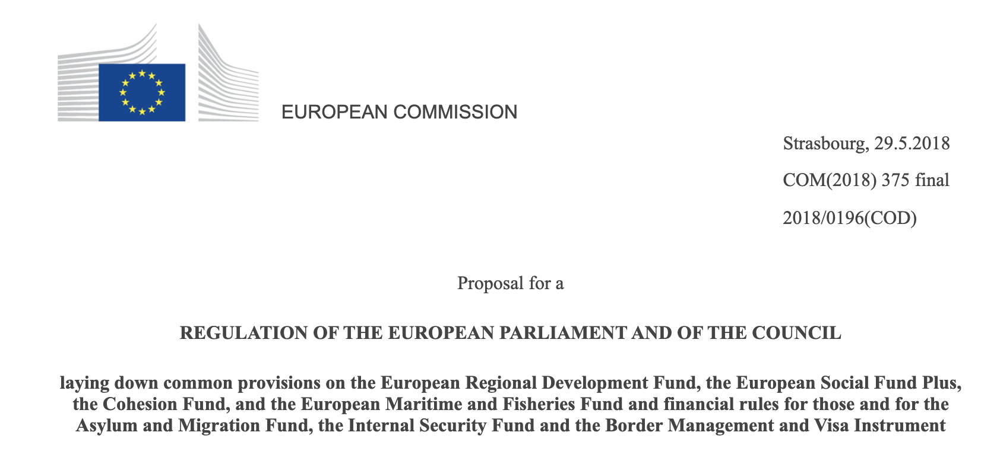 EUROPEAN COMMISSION
Strasbourg, 29.5.2018
COM(2018) 375 final
2018/0196(COD)
Proposal for a
REGULATION OF THE EUROPEAN PARLIAMENT AND OF THE COUNCIL
laying down common provisions on the European Regional Development Fund, the European Social Fund Plus,
the Cohesion Fund, and the European Maritime and Fisheries Fund and financial rules for those and for the
Asylum and Migration Fund, the Internal Security Fund and the Border Management and Visa Instrument